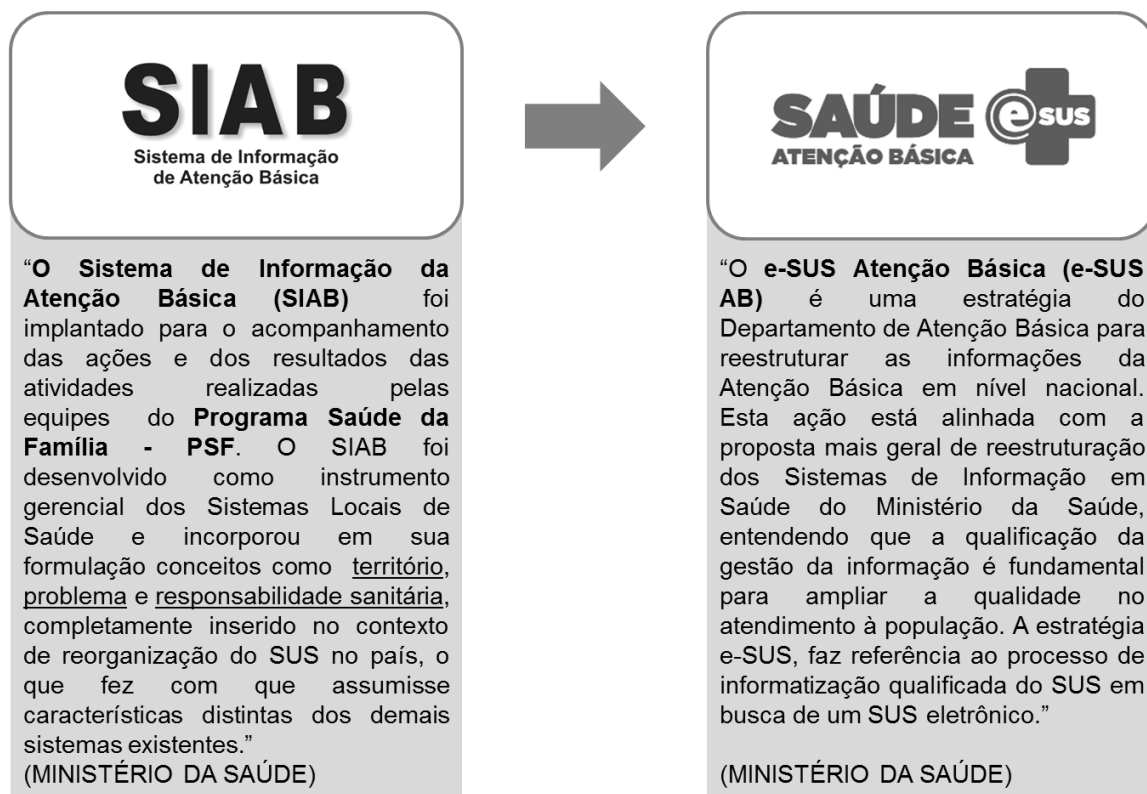 SIAB
Sistema de Informação
de Atenção Básica
“O Sistema de Informação da
Atenção Básica (SIAB) foi
implantado para o acompanhamento
das ações e dos resultados das
atividades realizadas pelas
equipes do Programa Saúde da
Família - PSF. O SIAB foi
desenvolvido como instrumento
gerencial dos Sistemas Locais de
Saúde e incorporou em sua
formulação conceitos como território,
problema e responsabilidade sanitária,
completamente inserido no contexto
de reorganização do SUS no país, o
que fez com que assumisse
características distintas dos demais
sistemas existentes.”
(MINISTÉRIO DA SAÚDE)
SAÚDE e SUS
ATENÇÃO BÁSICA
“O e-SUS Atenção Básica (e-SUS
AB) é uma estratégia do
Departamento de Atenção Básica para
reestruturar as informações da
Atenção Básica em nível nacional.
Esta ação está alinhada com a
proposta mais geral de reestruturação
dos Sistemas de Informação em
Saúde do Ministério da Saúde,
entendendo que a qualificação da
gestão da informação é fundamental
para ampliar a qualidade no
atendimento à população. A estratégia
e-SUS, faz referência ao processo de
informatização qualificada do SUS em
busca de um SUS eletrônico.”
(MINISTÉRIO DA SAÚDE)